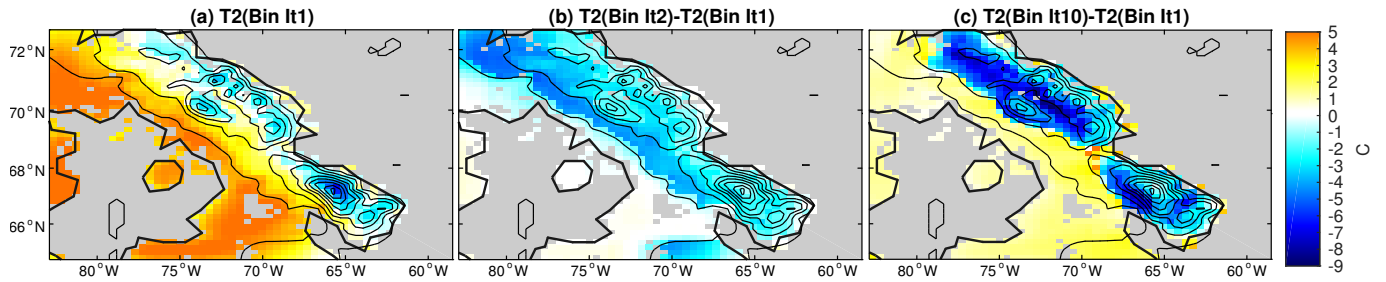 (a) T2(Bin It1)
(b) T2(Bin It2)-T2(Bin It1)
(c) T2(Bin It10)-T2(Bin It1)
72°N
70°N
68°N
66°N
80°W 75°W 70°W 65°W 60°W
80°W 75°W 70°W 65°W 60°W
80°W 75°W 70°W 65°W 60°W
5
4
3
2
1
0
-1
-2
-3
-4
-5
-6
-7
-8
-9
C